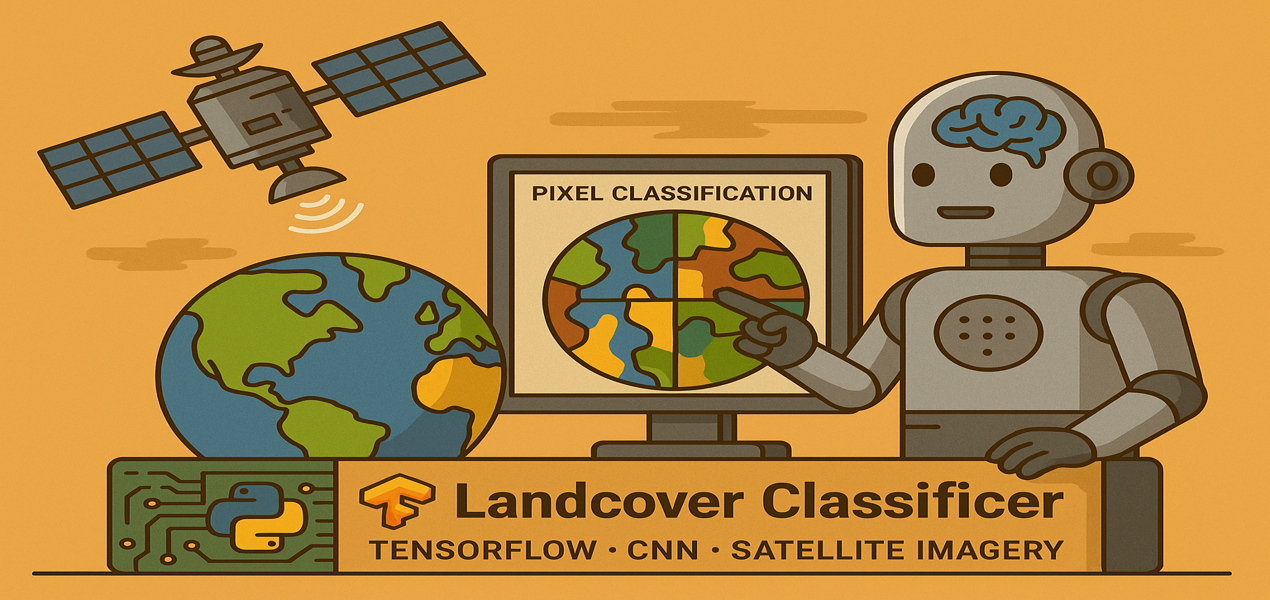 PIXEL CLASSIFICATION
Landcover Classificer
TENSORFLOW • CNN • SATELLITE IMAGERY